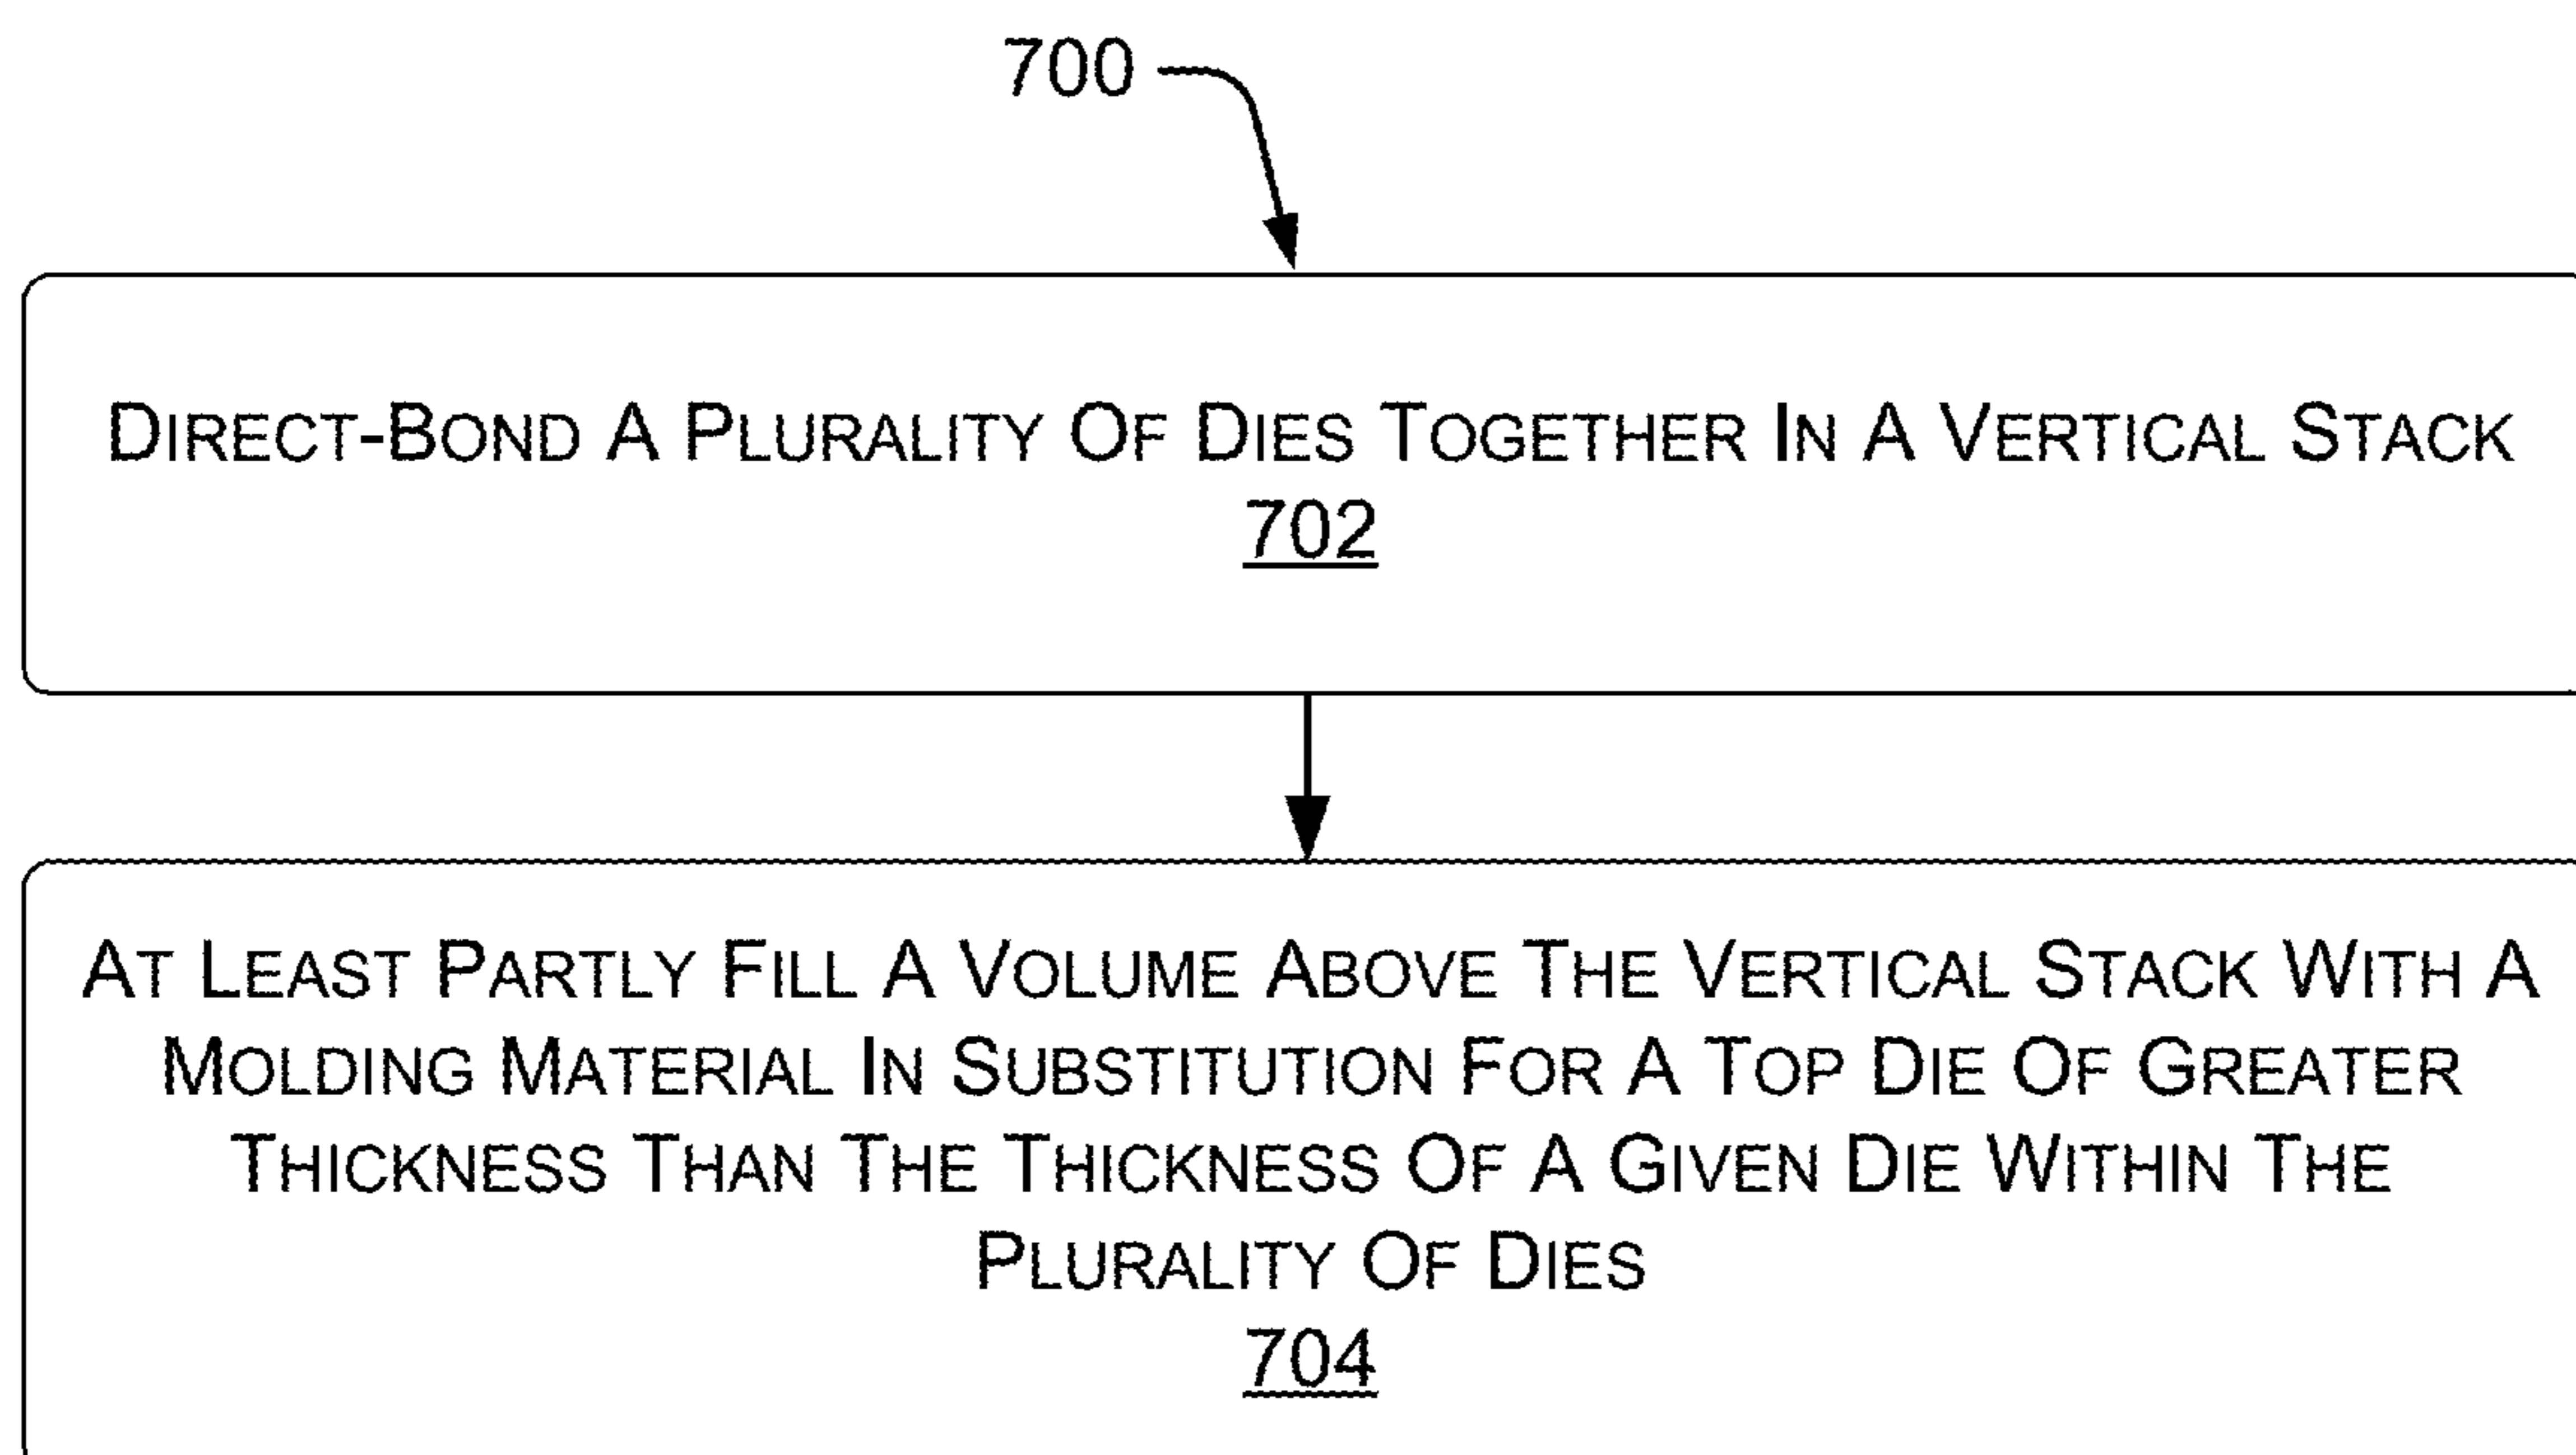 700
DIRECT-BOND A PLURALITY OF DIES TOGETHER IN A VERTICAL STACK
702
AT LEAST PARTLY FILL A VOLUME ABOVE THE VERTICAL STACK WITH A
MOLDING MATERIAL IN SUBSTITUTION FOR A TOP DIE OF GREATER
THICKNESS THAN THE THICKNESS OF A GIVEN DIE WITHIN THE
PLURALITY OF DIES
704